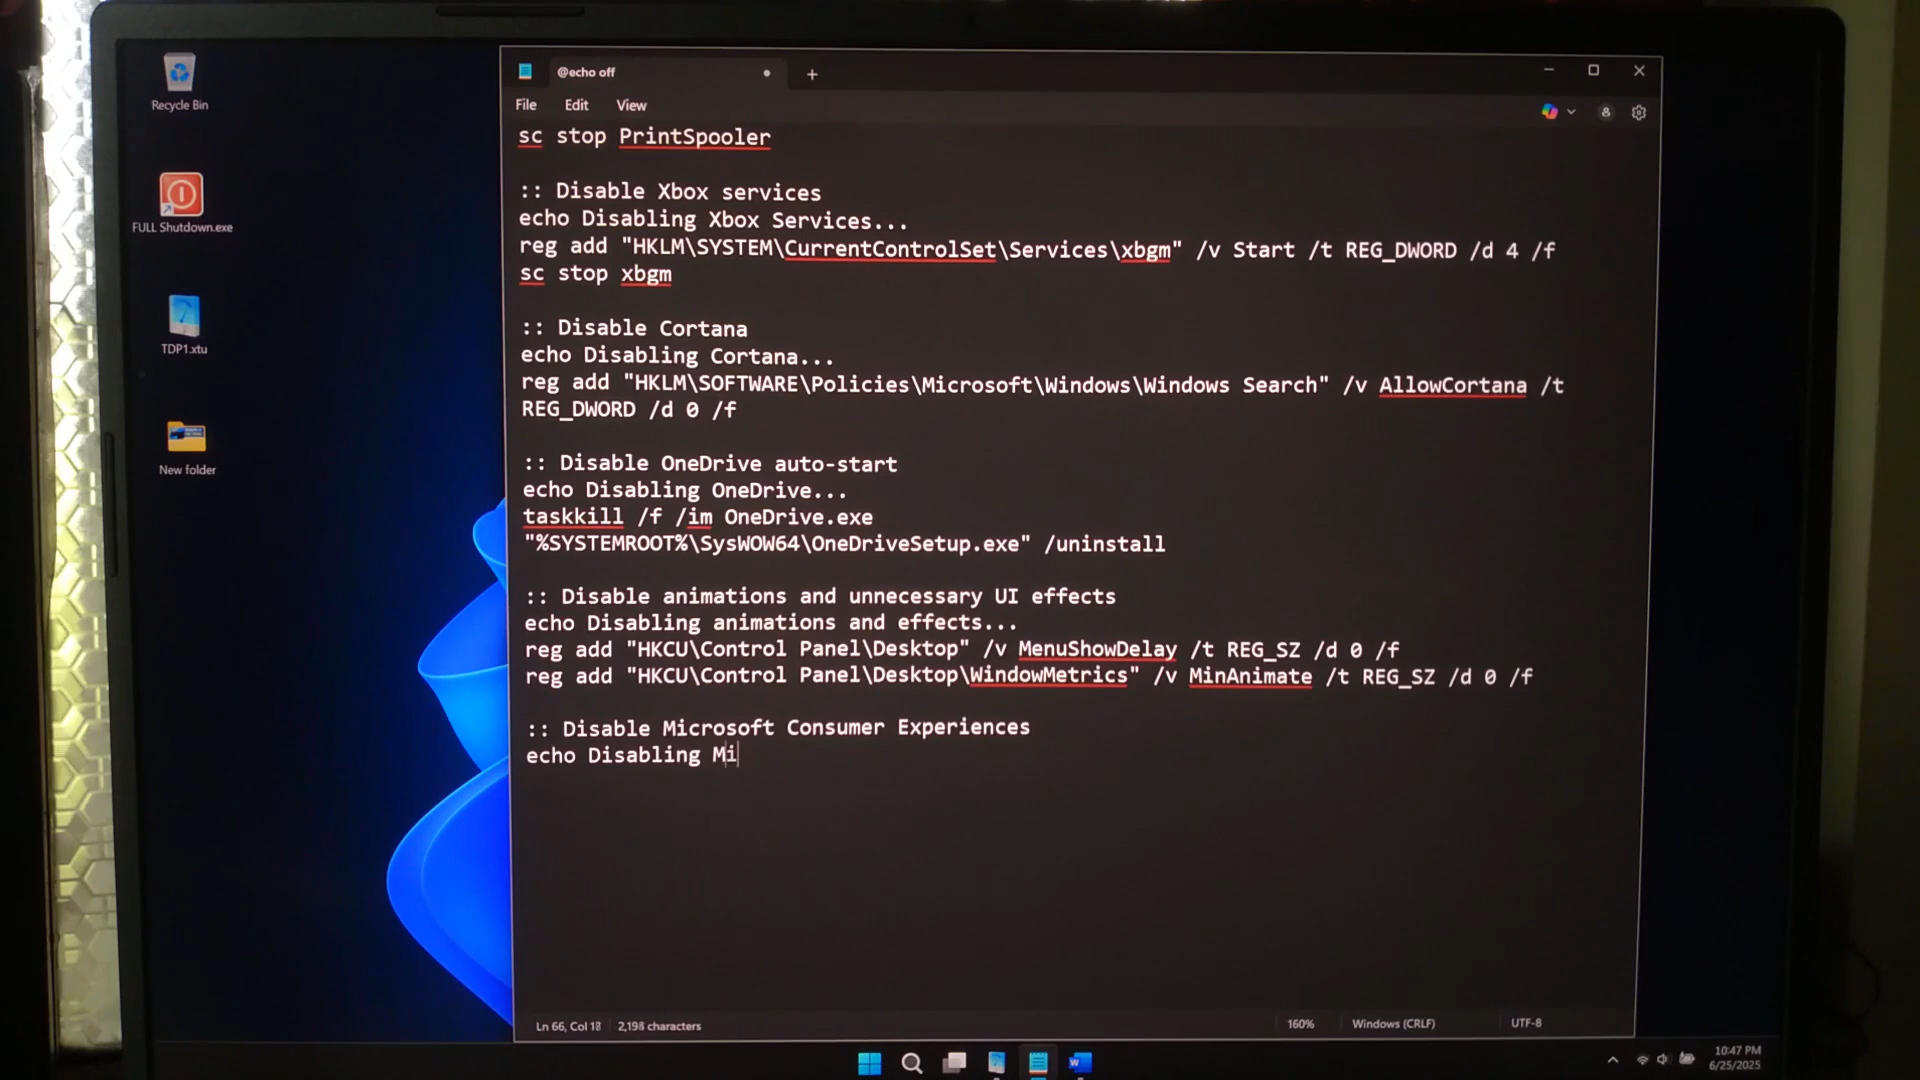 Recycle Bin
FULL Shutdown.exe
TDP1.xtu
New folder
@echo off
File Edit View
sc stop PrintSpooler
:: Disable Xbox services
echo Disabling Xbox Services...
reg add "HKLM\SYSTEM\CurrentControlSet\Services\xbgm" /v Start /t REG_DWORD /d 4 /f
sc stop xbgm
:: Disable Cortana
echo Disabling Cortana...
reg add "HKLM\SOFTWARE\Policies\Microsoft\Windows\Windows Search" /v AllowCortana /t
REG_DWORD /d 0 /f
:: Disable OneDrive auto-start
echo Disabling OneDrive...
taskkill /f /im OneDrive.exe
"%SYSTEMROOT%\SysWOW64\OneDriveSetup.exe" /uninstall
:: Disable animations and unnecessary UI effects
echo Disabling animations and effects...
reg add "HKCU\Control Panel\Desktop" /v MenuShowDelay /t REG_SZ /d 0 /f
reg add "HKCU\Control Panel\Desktop\WindowMetrics" /v MinAnimate /t REG_SZ /d 0 /f
:: Disable Microsoft Consumer Experiences
echo Disabling Mi
Ln 66, Col 18 2,198 characters 160% Windows (CRLF) UTF-8
10:47 PM
6/25/2025